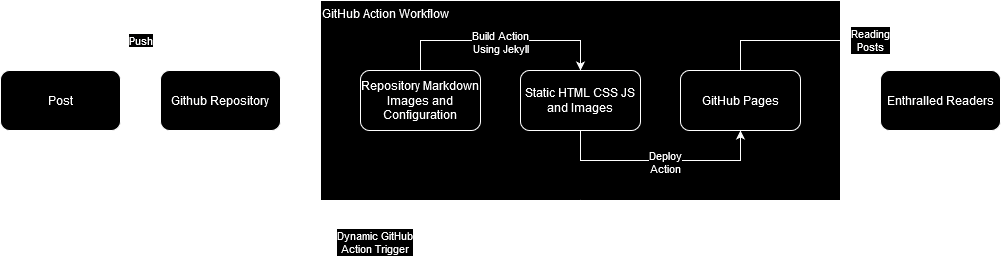 GitHub Action Workflow
Push
Build Action
Using Jekyll
Reading
Posts
Post
Github Repository
Repository Markdown
Images and
Configuration
Static HTML CSS JS
and Images
GitHub Pages
Enthralled Readers
Deploy
Action
Dynamic GitHub
Action Trigger